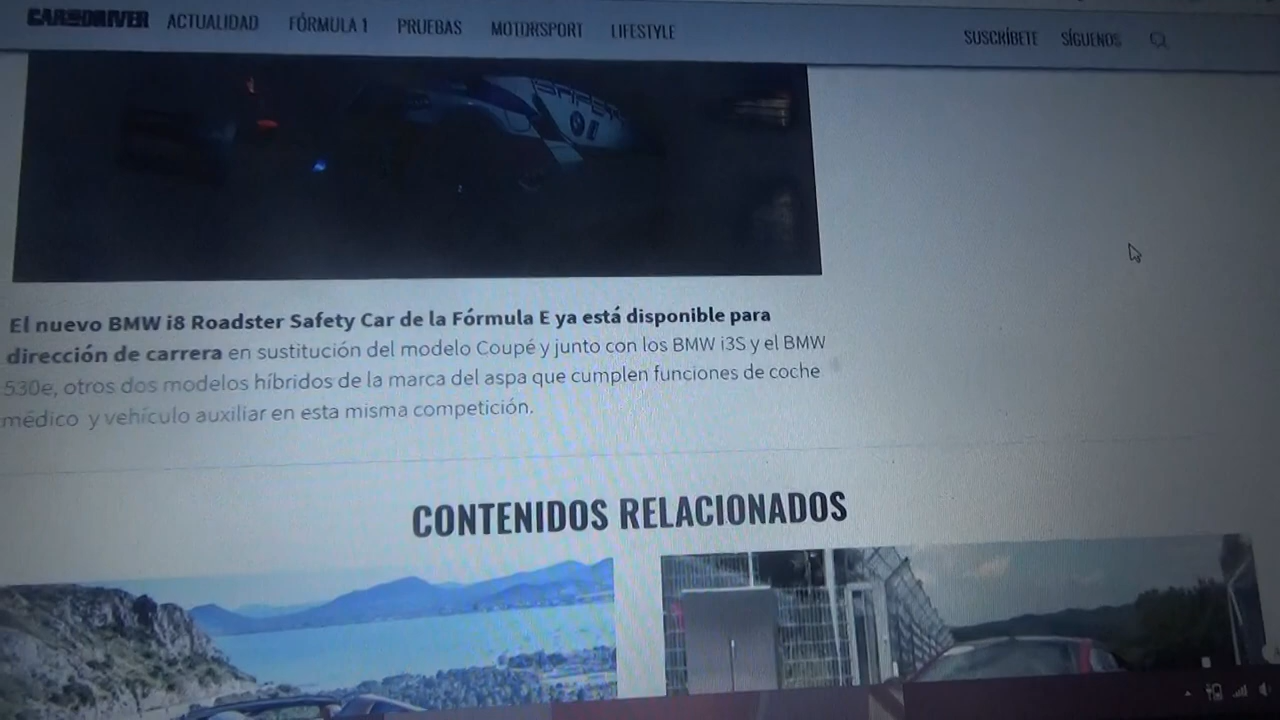 CAR AND DRIVER ACTUALIDAD FÓRMULA 1 PRUEBAS MOTORSPORT LIFESTYLE SUSCRÍBETE SÍGUENOS
El nuevo BMW i8 Roadster Safety Car de la Fórmula E ya está disponible para
dirección de carrera en sustitución del modelo Coupé y junto con los BMW i3S y el BMW
530e, otros dos modelos híbridos de la marca del aspa que cumplen funciones de coche
médico y vehículo auxiliar en esta misma competición.
CONTENIDOS RELACIONADOS